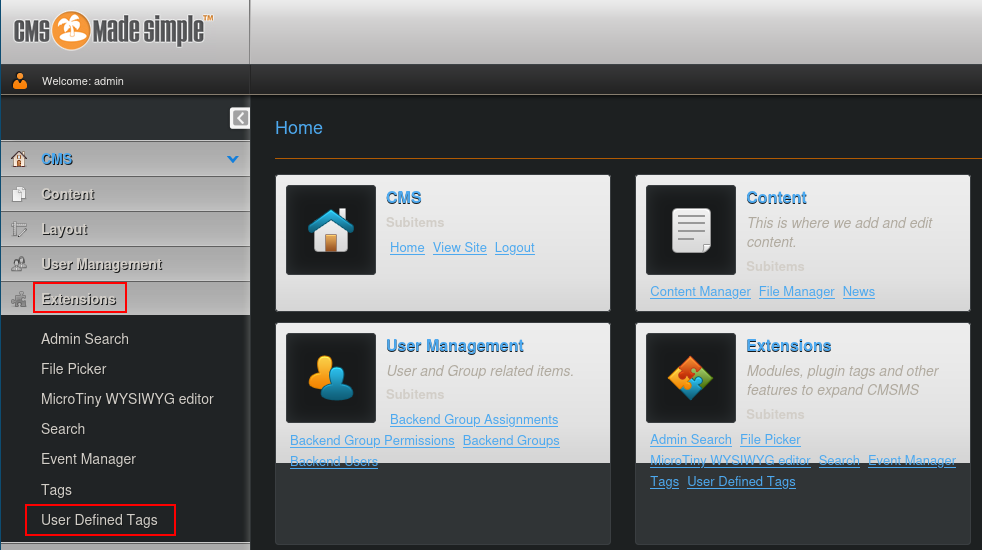 CMS made simple™
Welcome: admin
CMS
Content
Layout
User Management
Extensions
Admin Search
File Picker
MicroTiny WYSIWYG editor
Search
Event Manager
Tags
User Defined Tags
Home
CMS
Subitems
Home View Site Logout
Content
This is where we add and edit
content.
Subitems
Content Manager File Manager News
User Management
User and Group related items.
Subitems
Backend Group Assignments
Backend Group Permissions Backend Groups
Backend Users
Extensions
Modules, plugin tags and other
features to expand CMSMS
Subitems
Admin Search File Picker
MicroTiny WYSIWYG editor Search Event Manager
Tags User Defined Tags